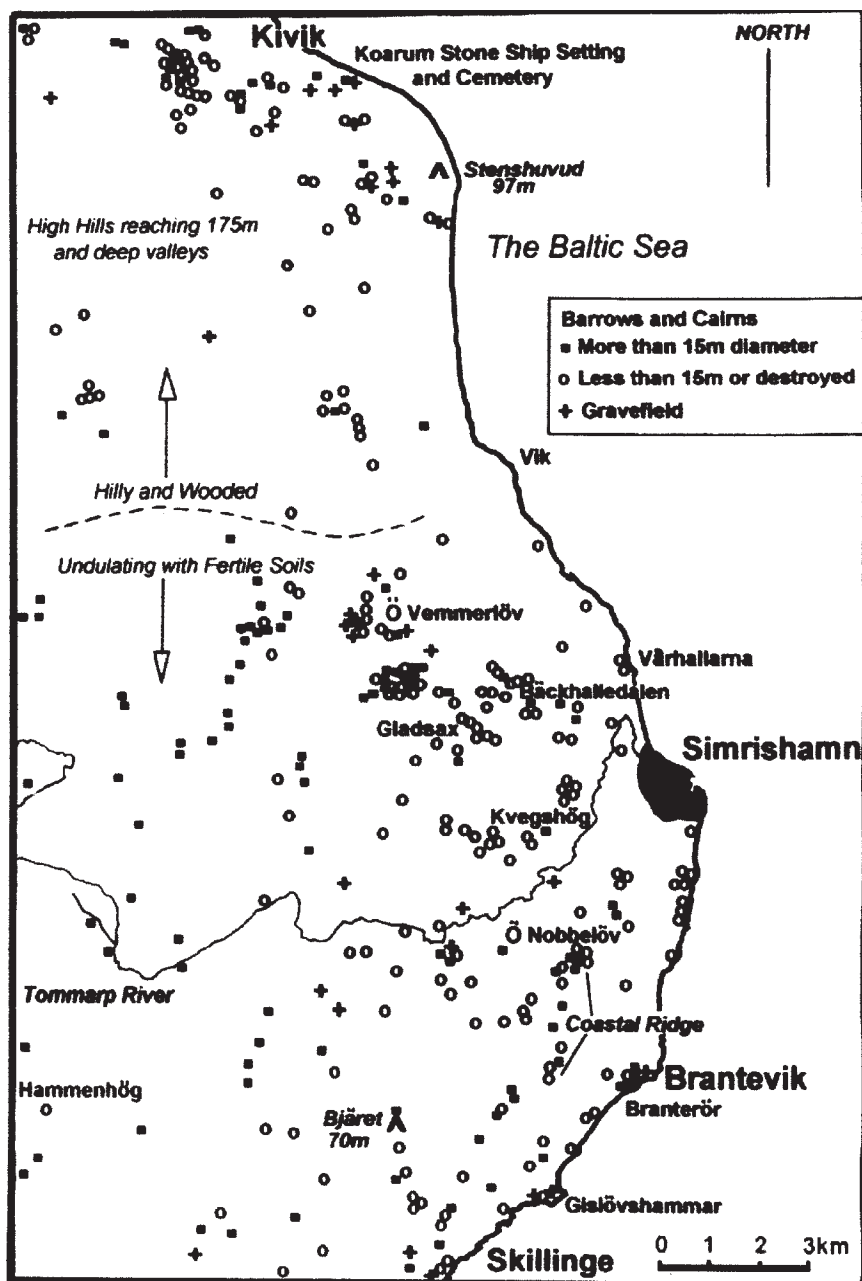 Kivik
NORTH
Koarum Stone Ship Setting
and Cemetery
Stenshuvud
97m
High Hills reaching 175m
and deep valleys
The Baltic Sea
Barrows and Cairns
More than 15m diameter
Less than 15m or destroyed
Gravefield
Vik
Hilly and Wooded
Undulating with Fertile Soils
Ö Vemmerlöv
Vårhallarna
Bäckhalledalen
Gladsax
Simrishamn
Kvegshög
Ö Nobbelöv
Tommarp River
Coastal Ridge
Hammenhög
Brantevik
Branterör
Bjäret
70m
Gislövshammar
Skillinge
0 1 2 3km